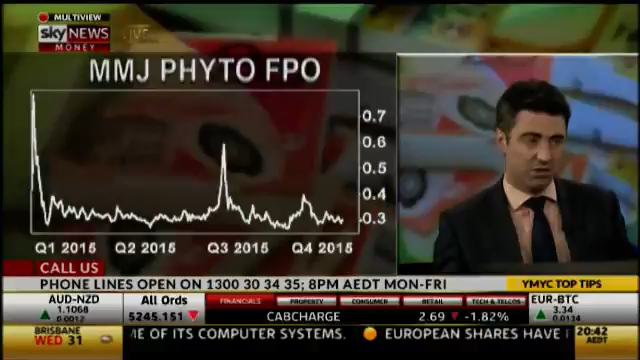 MULTIVIEW
sky NEWS
MONEY
LIVE
MMJ PHYTO FPO
0.7
0.6
0.5
0.4
0.3
Q1 2015 Q2 2015 Q3 2015 Q4 2015
CALL US
PHONE LINES OPEN ON 1300 30 34 35; 8PM AEDT MON-FRI
YMYC TOP TIPS
AUD-NZD
1.1068
0.0012
All Ords
5245.151
FINANCIALS PROPERTY CONSUMER RETAIL TECH & TELCOS
CABCHARGE 2.69 -1.82%
EUR-BTC
3.34
0.0134
BRISBANE
WED 31
ME OF ITS COMPUTER SYSTEMS. EUROPEAN SHARES HAVE
20:42
AEDT